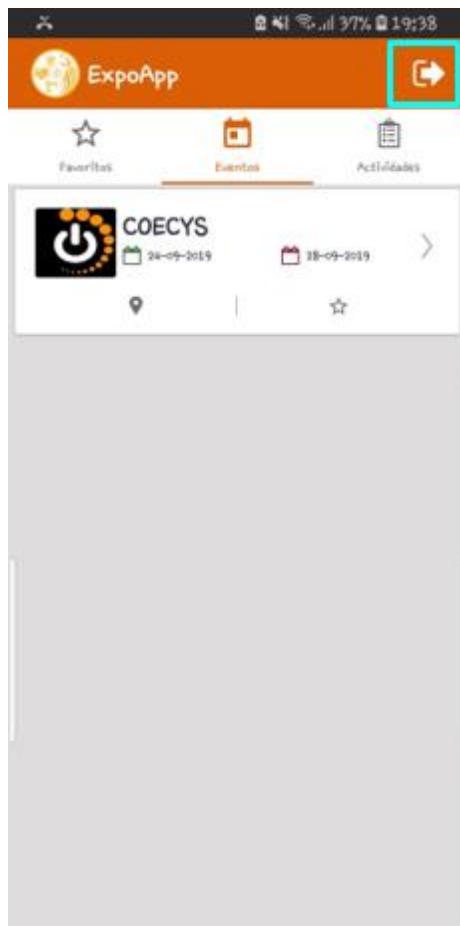 37% 19:38
ExpoApp
Favoritos Eventos Actividades
COECYS
24-09-2019 28-09-2019